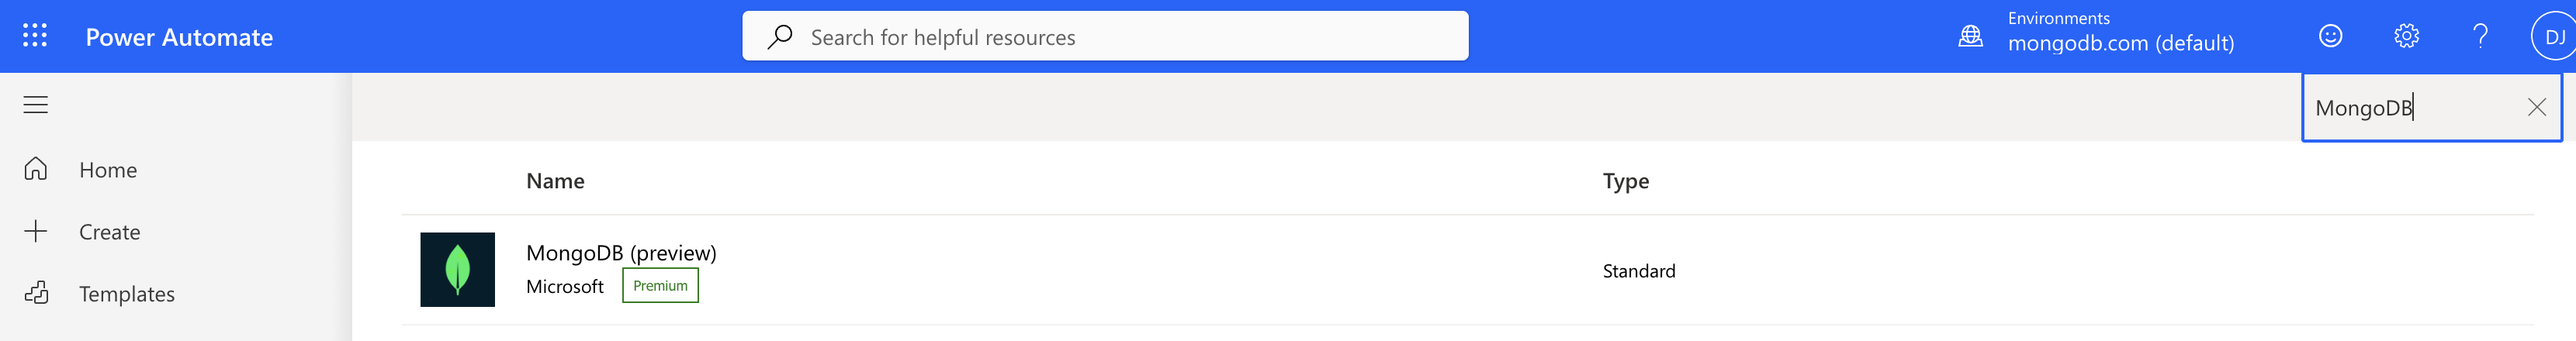 Power Automate
Search for helpful resources
Environments
mongodb.com (default)
?
DJ
MongoDB
Home
Create
Templates
Name
Type
MongoDB (preview)
Microsoft
Premium
Standard